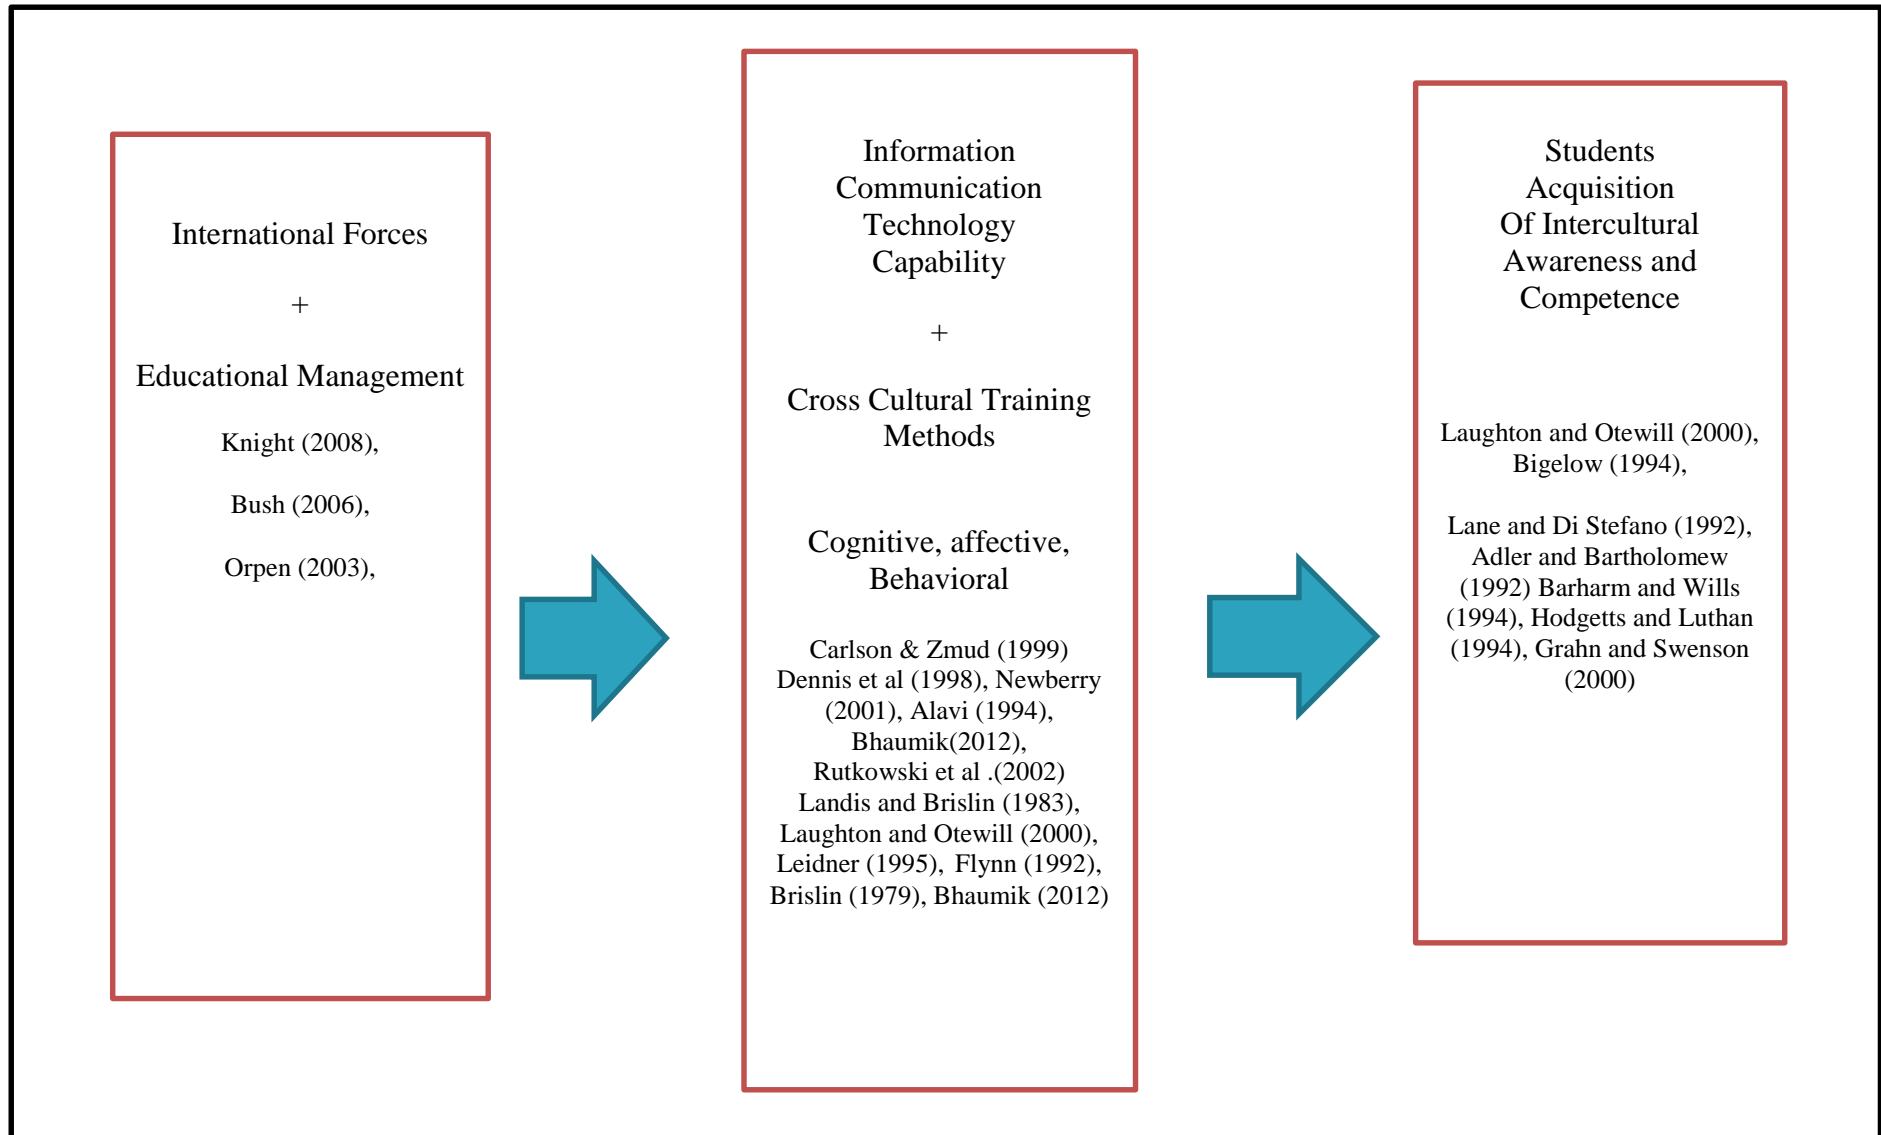 International Forces
+
Educational Management
Knight (2008),
Bush (2006),
Orpen (2003),
Information
Communication
Technology
Capability
+
Cross Cultural Training
Methods
Cognitive, affective,
Behavioral
Carlson & Zmud (1999)
Dennis et al (1998), Newberry
(2001), Alavi (1994),
Bhaumik(2012),
Rutkowski et al .(2002)
Landis and Brislin (1983),
Laughton and Otewill (2000),
Leidner (1995), Flynn (1992),
Brislin (1979), Bhaumik (2012)
Students
Acquisition
Of Intercultural
Awareness and
Competence
Laughton and Otewill (2000),
Bigelow (1994),
Lane and Di Stefano (1992),
Adler and Bartholomew
(1992) Barharm and Wills
(1994), Hodgetts and Luthan
(1994), Grahn and Swenson
(2000)